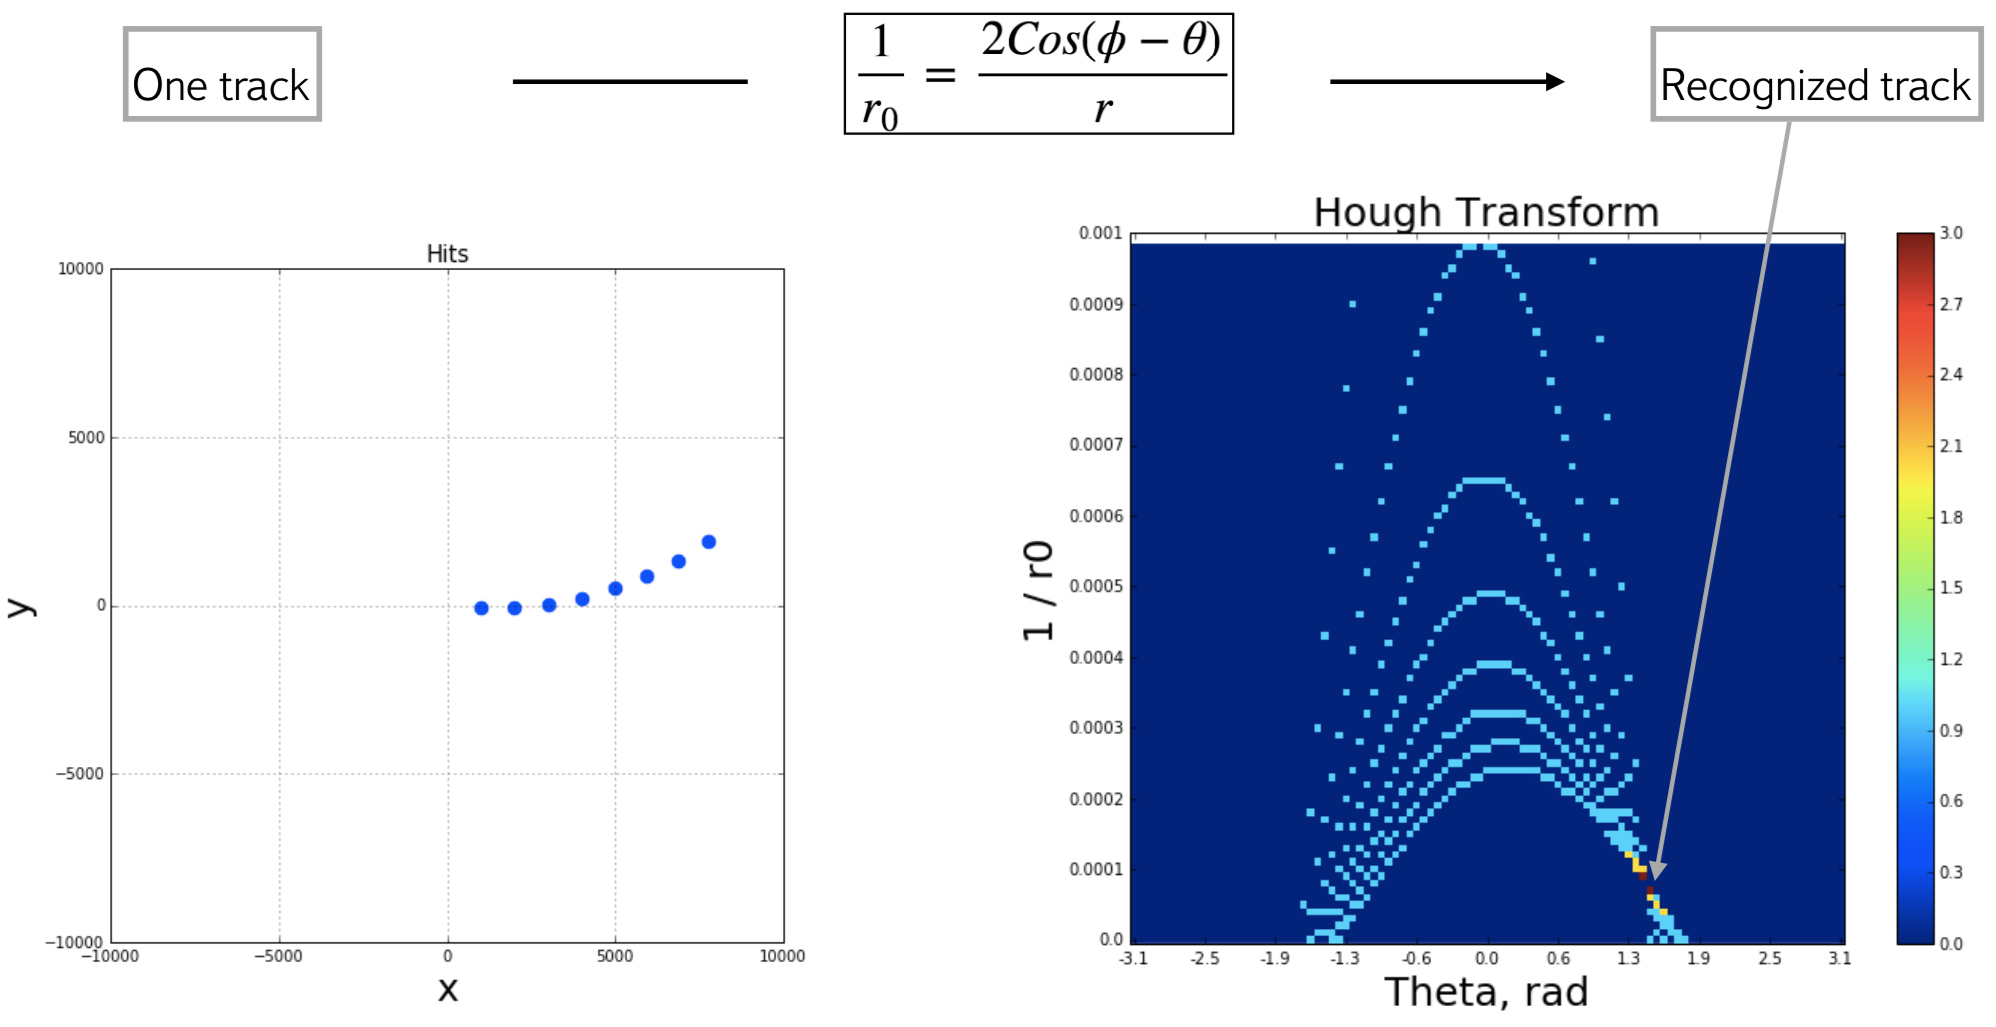 One track
1/r₀ = 2Cos(ϕ − θ)/r
Recognized track
Hits
10000
5000
0
−5000
−10000
−10000 −5000 0 5000 10000
x
y
Hough Transform
0.001
0.0009
0.0008
0.0007
0.0006
0.0005
0.0004
0.0003
0.0002
0.0001
0.0
-3.1 -2.5 -1.9 -1.3 -0.6 0.0 0.6 1.3 1.9 2.5 3.1
Theta, rad
1 / r0
3.0
2.7
2.4
2.1
1.8
1.5
1.2
0.9
0.6
0.3
0.0